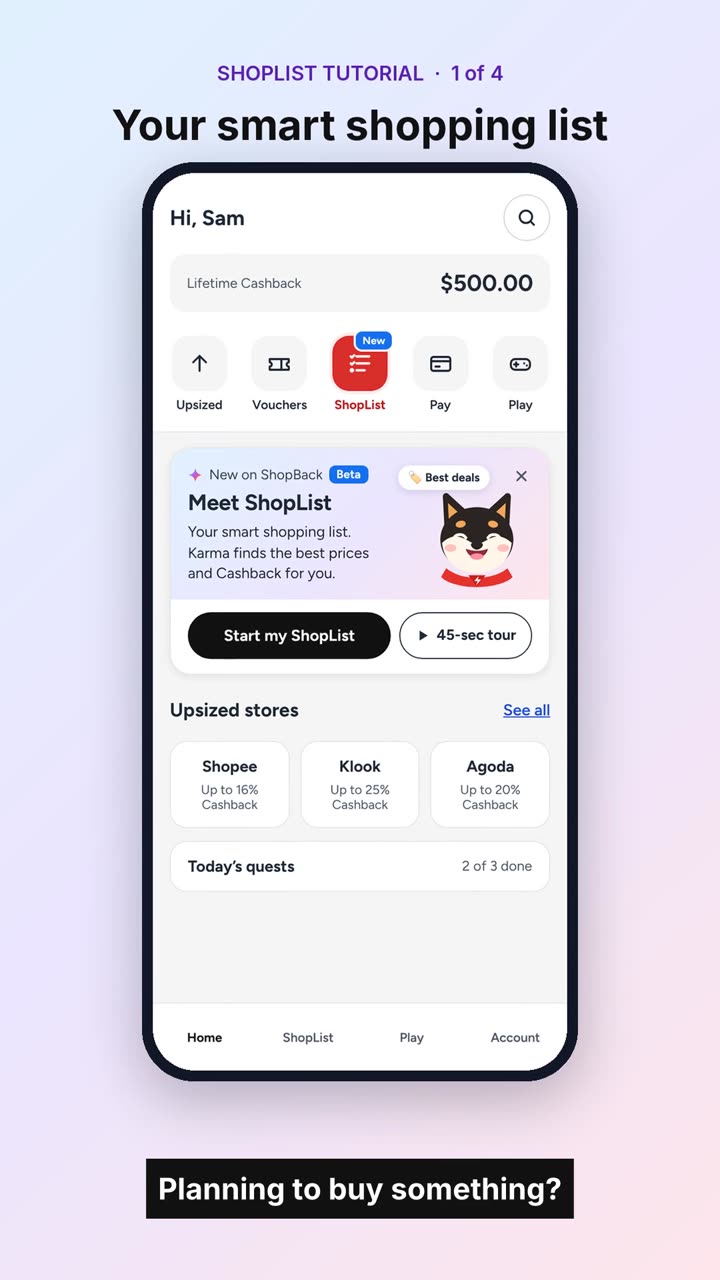 SHOPLIST TUTORIAL · 1 of 4
Your smart shopping list
Hi, Sam
Lifetime Cashback $500.00
New
Upsized Vouchers ShopList Pay Play
New on ShopBack Beta
🏷️ Best deals
Meet ShopList
Your smart shopping list.
Karma finds the best prices
and Cashback for you.
Start my ShopList
45-sec tour
Upsized stores See all
Shopee
Up to 16%
Cashback
Klook
Up to 25%
Cashback
Agoda
Up to 20%
Cashback
Today’s quests 2 of 3 done
Home ShopList Play Account
Planning to buy something?